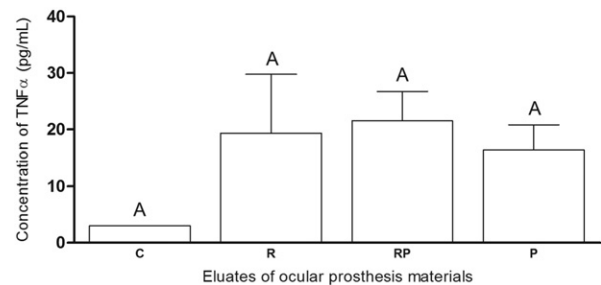 Concentration of TNFα (pg/mL)
40
30
20
10
0
A
A
A
A
C R RP P
Eluates of ocular prosthesis materials